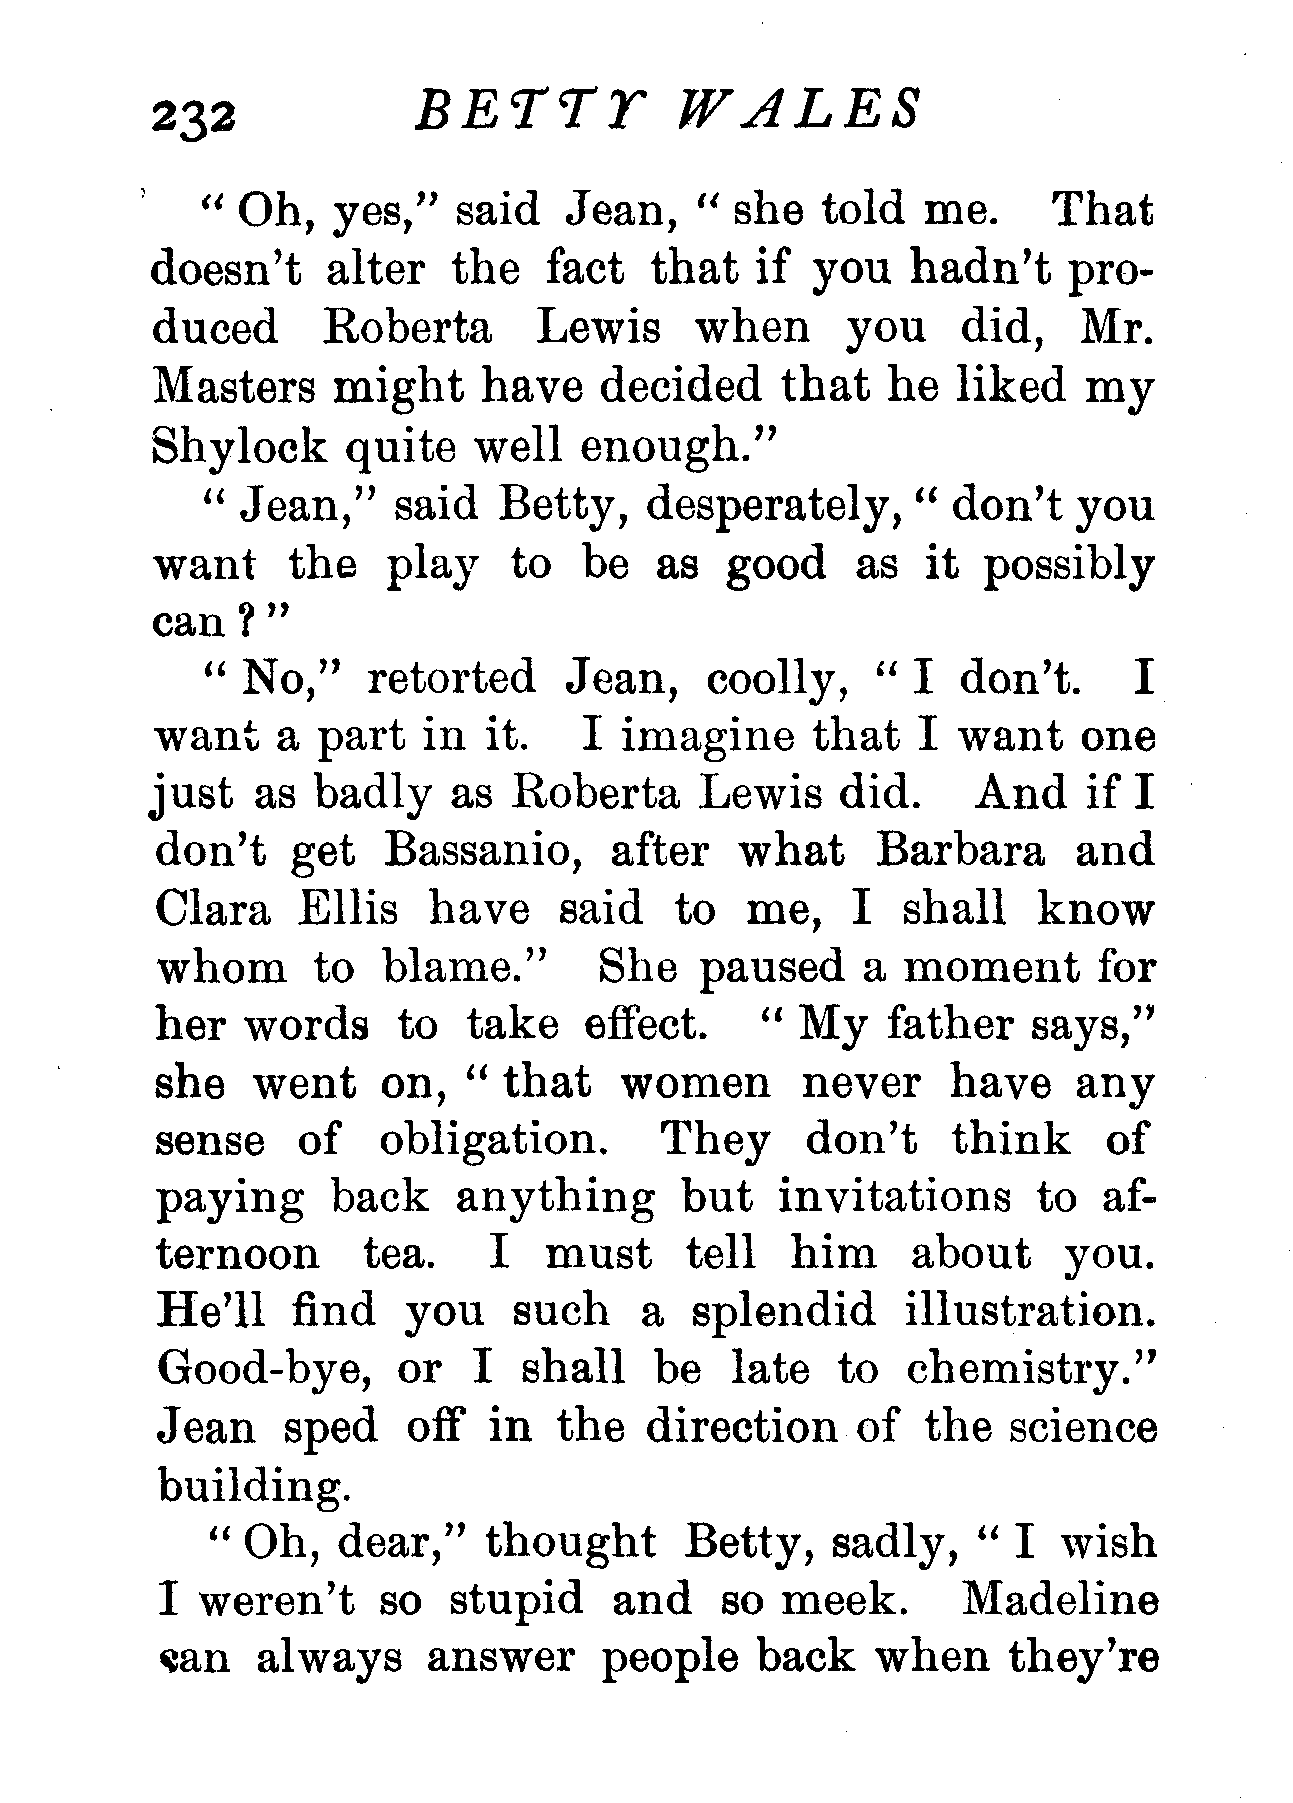 232 BETTY WALES
“ Oh, yes,” said Jean, “ she told me. That
doesn’t alter the fact that if you hadn’t pro-
duced Roberta Lewis when you did, Mr.
Masters might have decided that he liked my
Shylock quite well enough.”
“ Jean,” said Betty, desperately, “ don’t you
want the play to be as good as it possibly
can ? ”
“ No,” retorted Jean, coolly, “ I don’t. I
want a part in it. I imagine that I want one
just as badly as Roberta Lewis did. And if I
don’t get Bassanio, after what Barbara and
Clara Ellis have said to me, I shall know
whom to blame.” She paused a moment for
her words to take effect. “ My father says,”
she went on, “ that women never have any
sense of obligation. They don’t think of
paying back anything but invitations to af-
ternoon tea. I must tell him about you.
He’ll find you such a splendid illustration.
Good-bye, or I shall be late to chemistry.”
Jean sped off in the direction of the science
building.
“ Oh, dear,” thought Betty, sadly, “ I wish
I weren’t so stupid and so meek. Madeline
can always answer people back when they’re